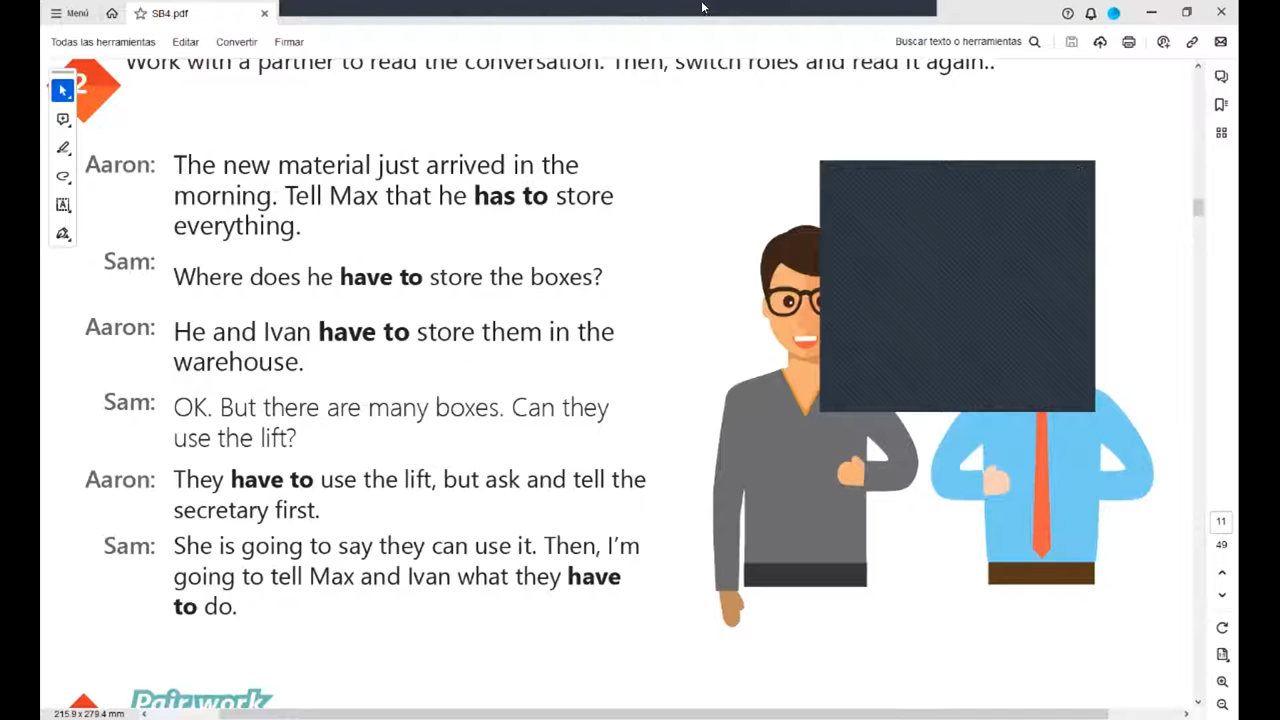 Menú
SB4.pdf
Todas las herramientas Editar Convertir Firmar
Buscar texto o herramientas
Work with a partner to read the conversation. Then, switch roles and read it again..
2
Aaron: The new material just arrived in the
morning. Tell Max that he has to store
everything.
Sam: Where does he have to store the boxes?
Aaron: He and Ivan have to store them in the
warehouse.
Sam: OK. But there are many boxes. Can they
use the lift?
Aaron: They have to use the lift, but ask and tell the
secretary first.
Sam: She is going to say they can use it. Then, I'm
going to tell Max and Ivan what they have
to do.
Pair work
11
49
215.9 x 279.4 mm